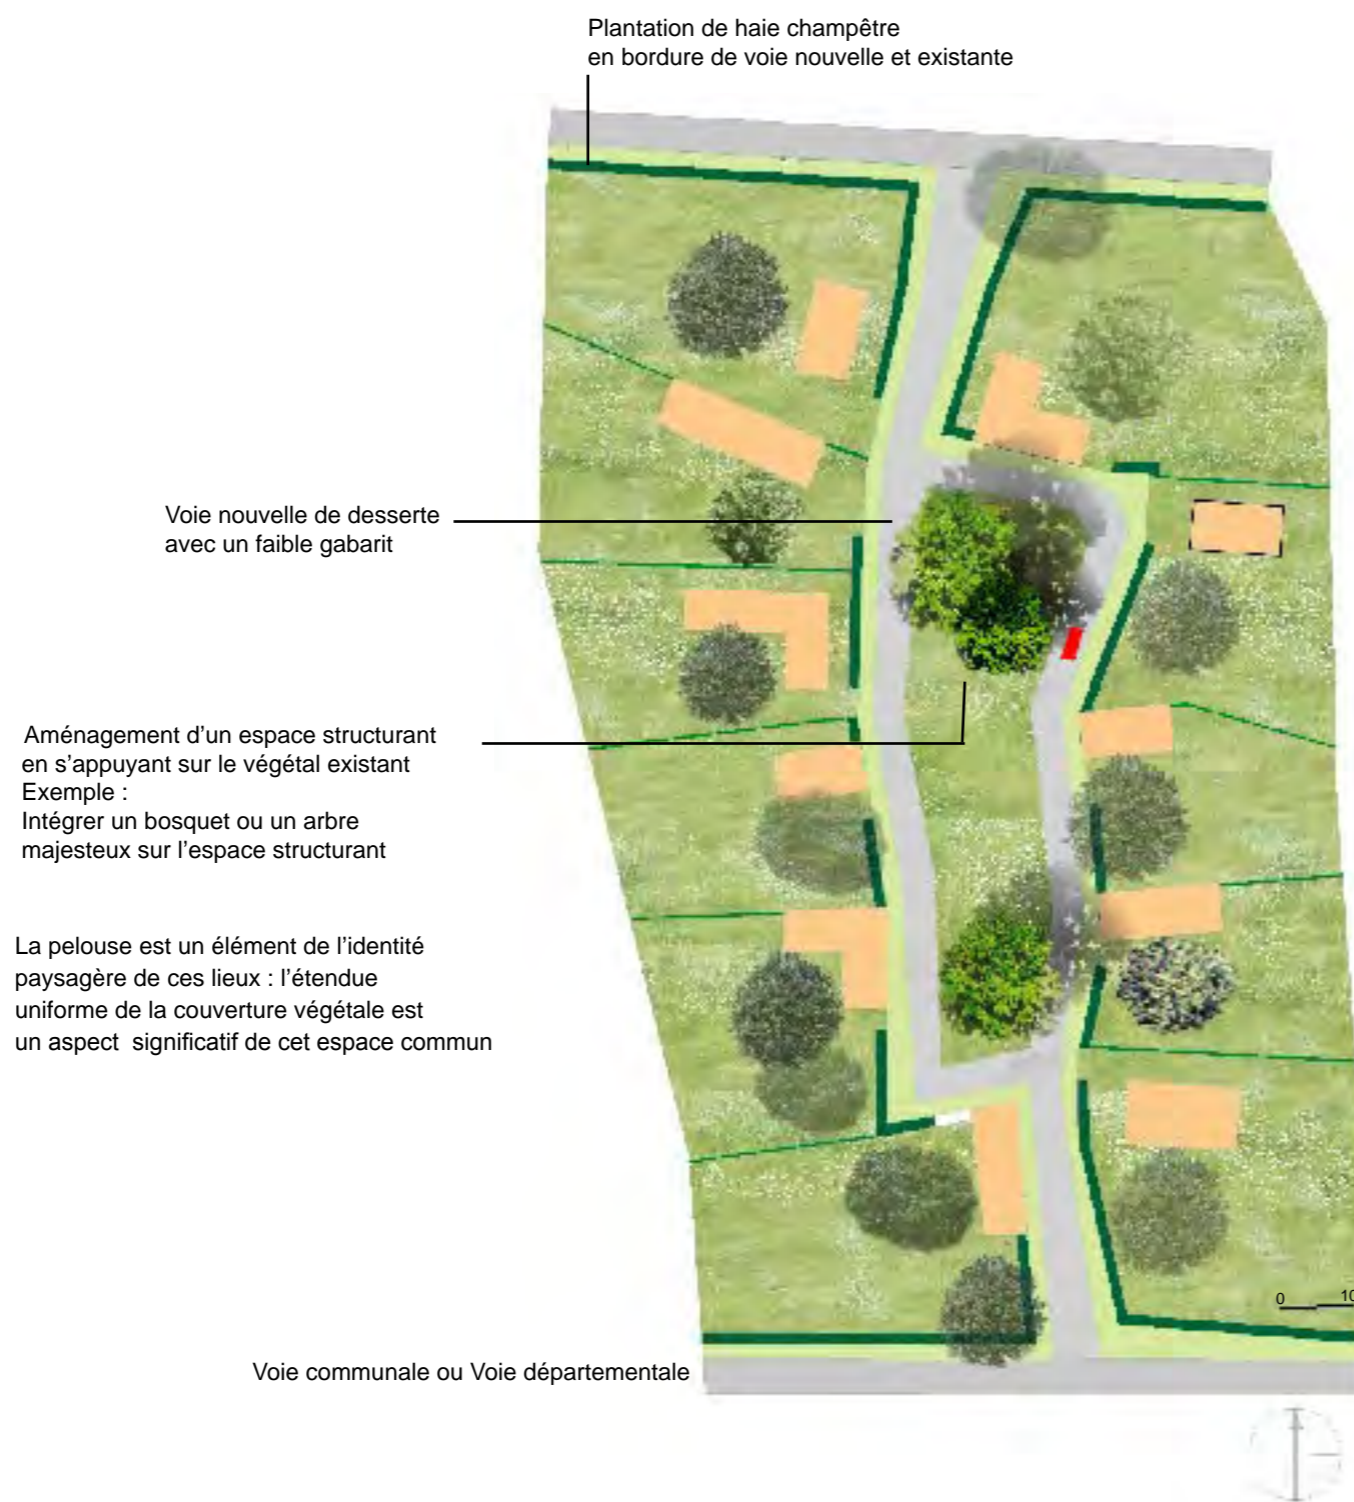 Plantation de haie champêtre
en bordure de voie nouvelle et existante
Voie nouvelle de desserte
avec un faible gabarit
Aménagement d’un espace structurant
en s’appuyant sur le végétal existant
Exemple :
Intégrer un bosquet ou un arbre
majesteux sur l’espace structurant
La pelouse est un élément de l’identité
paysagère de ces lieux : l’étendue
uniforme de la couverture végétale est
un aspect significatif de cet espace commun
0 10
Voie communale ou Voie départementale